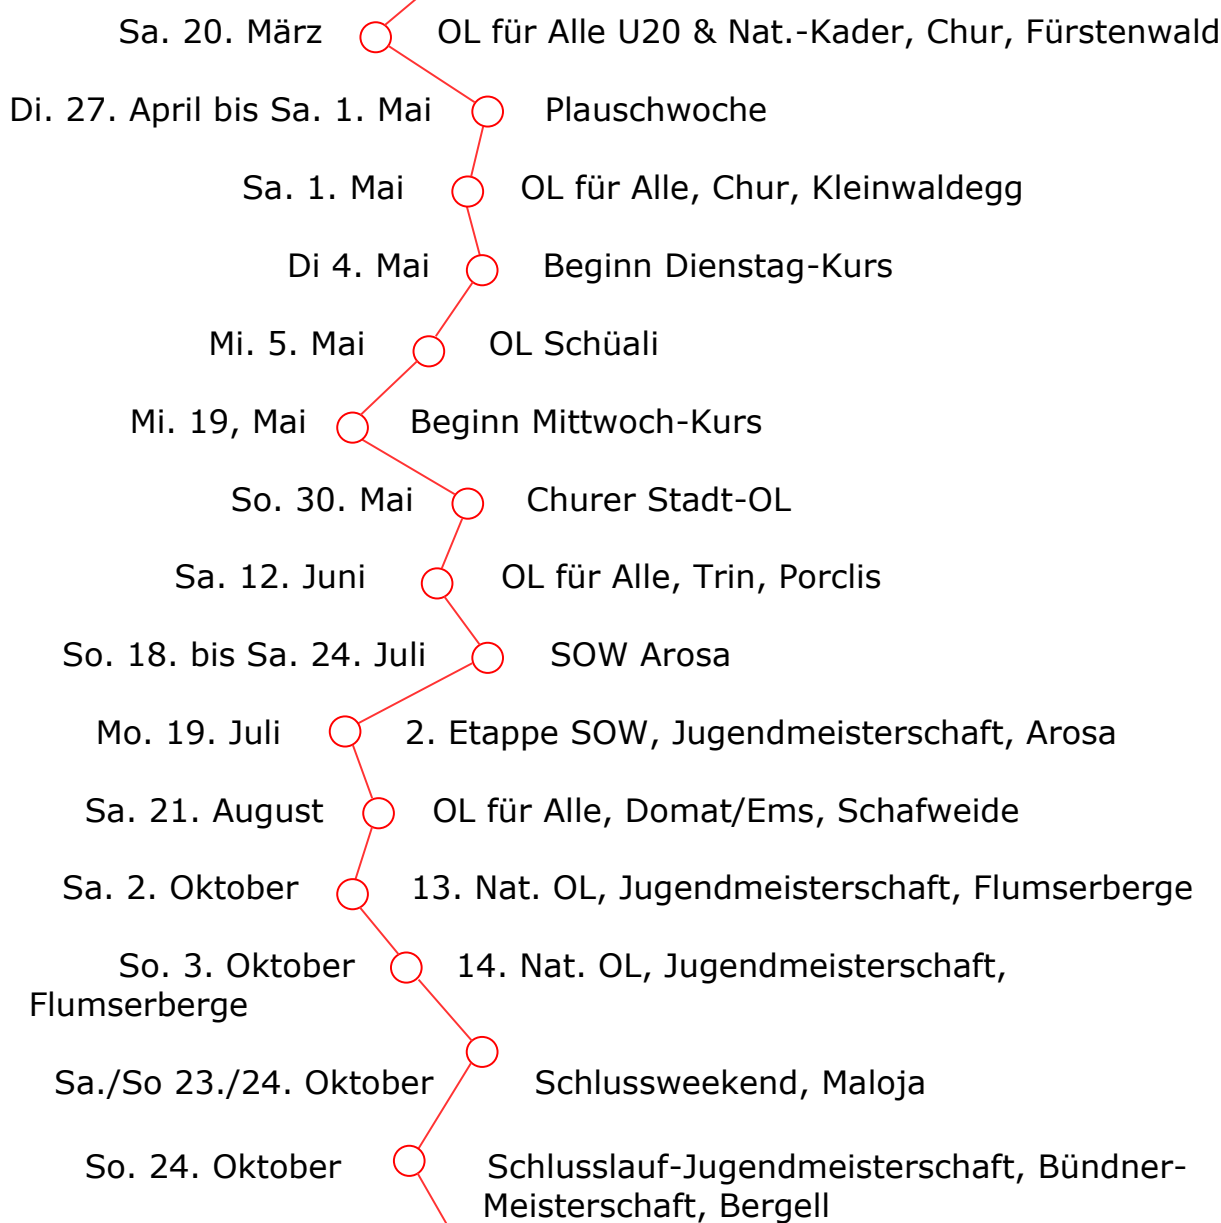 Sa. 20. März OL für Alle U20 & Nat.-Kader, Chur, Fürstenwald
Di. 27. April bis Sa. 1. Mai Plauschwoche
Sa. 1. Mai OL für Alle, Chur, Kleinwaldegg
Di 4. Mai Beginn Dienstag-Kurs
Mi. 5. Mai OL Schüali
Mi. 19, Mai Beginn Mittwoch-Kurs
So. 30. Mai Churer Stadt-OL
Sa. 12. Juni OL für Alle, Trin, Porclis
So. 18. bis Sa. 24. Juli SOW Arosa
Mo. 19. Juli 2. Etappe SOW, Jugendmeisterschaft, Arosa
Sa. 21. August OL für Alle, Domat/Ems, Schafweide
Sa. 2. Oktober 13. Nat. OL, Jugendmeisterschaft, Flumserberge
So. 3. Oktober 14. Nat. OL, Jugendmeisterschaft,
Flumserberge
Sa./So 23./24. Oktober Schlussweekend, Maloja
So. 24. Oktober Schlusslauf-Jugendmeisterschaft, Bündner-
Meisterschaft, Bergell